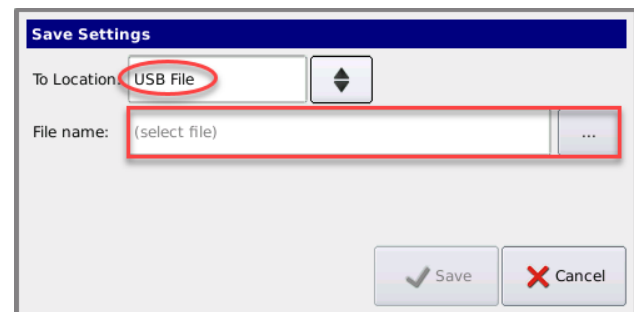 Save Settings
To Location: USB File
File name: (select file) ...
Save Cancel